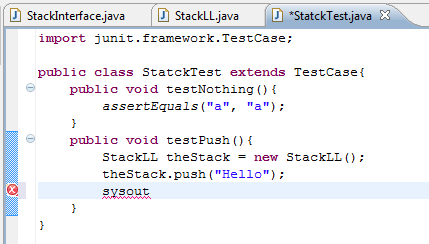 StackInterface.java StackLL.java *StatckTest.java
import junit.framework.TestCase;
public class StatckTest extends TestCase{
public void testNothing(){
assertEquals("a", "a");
}
public void testPush(){
StackLL theStack = new StackLL();
theStack.push("Hello");
sysout
}
}